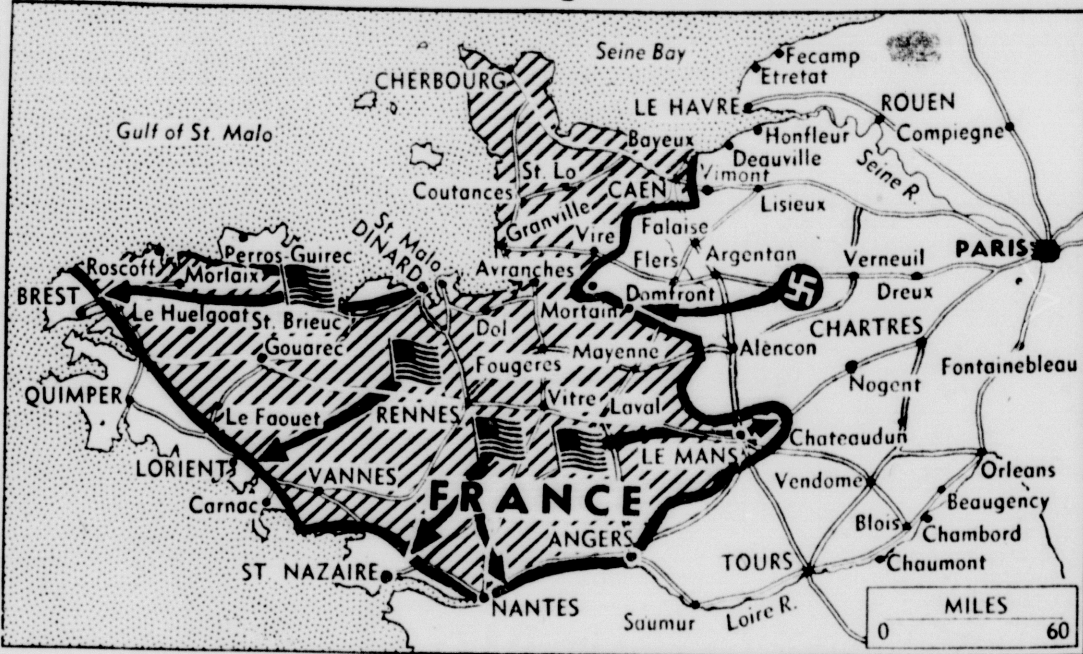 Seine Bay
Fecamp
Etretat
CHERBOURG
LE HAVRE
ROUEN
Compiegne
Gulf of St. Malo
Bayeux
Honfleur
Deauville
Seine R.
St. Lo
Coutances
CAEN
Vimont
Lisieux
Granville
Vire
Falaise
St. Malo
DINARD
Perros-Guirec
Roscoff
Morlaix
Avranches
Flers
Argentan
Verneuil
PARIS
Dreux
BREST
Le Huelgoat
St. Brieuc
Dol
Mortain
Domfront
CHARTRES
Gouarec
Fougeres
Mayenne
Alencon
Nogent
Fontainebleau
QUIMPER
Le Faouet
RENNES
Vitre
Laval
Chateaudun
LORIENT
VANNES
LE MANS
Orleans
Carnac
FRANCE
Vendome
Beaugency
ANGERS
Blois
Chambord
ST NAZAIRE
TOURS
Chaumont
NANTES
Saumur
Loire R.
MILES
0 60